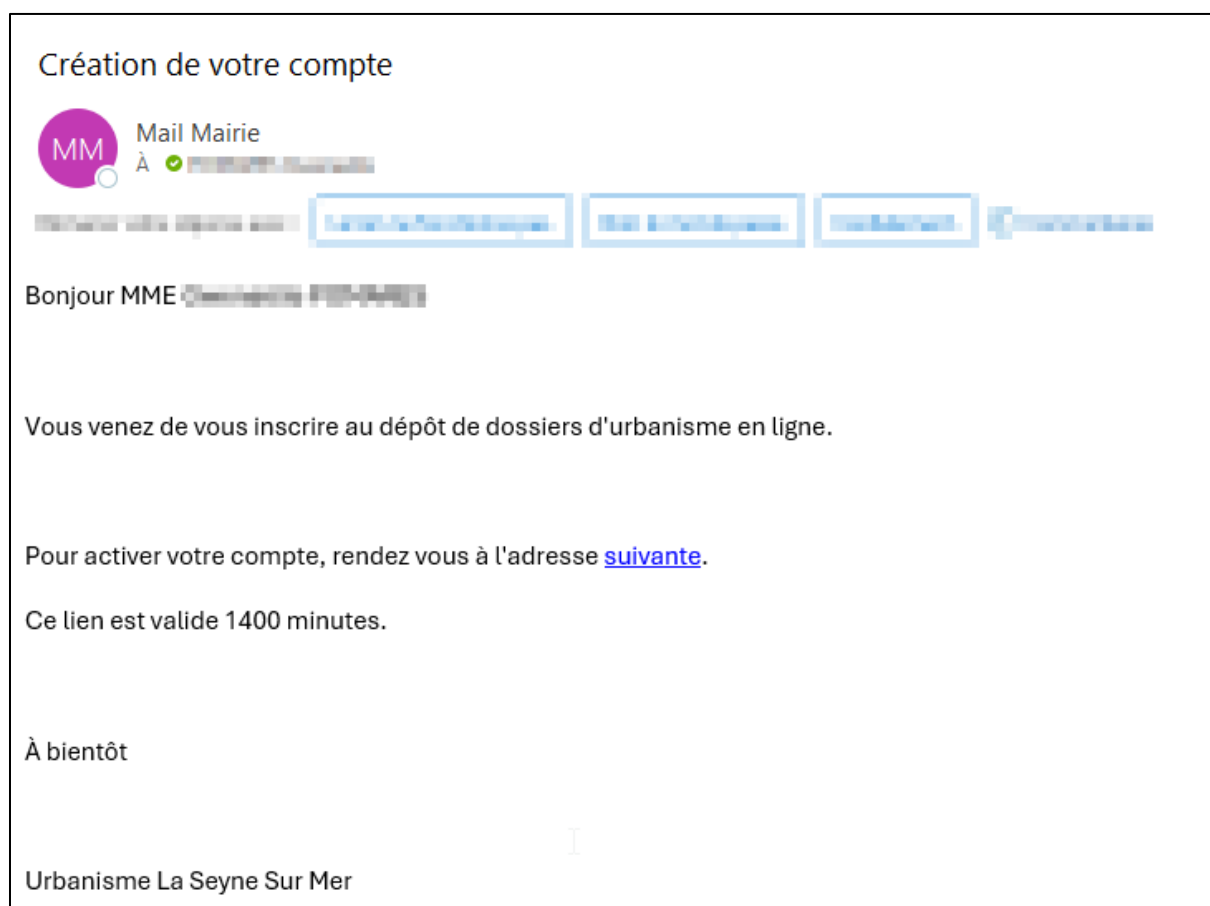 Création de votre compte
MM
Mail Mairie
À
Bonjour MME
Vous venez de vous inscrire au dépôt de dossiers d'urbanisme en ligne.
Pour activer votre compte, rendez vous à l'adresse suivante.
Ce lien est valide 1400 minutes.
À bientôt
Urbanisme La Seyne Sur Mer